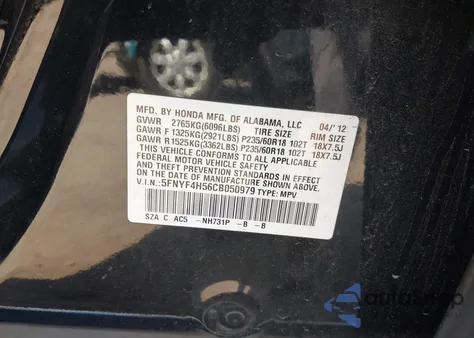 MFD. BY HONDA MFG. OF ALABAMA, LLC 04/'12
GVWR 2765KG(6096LBS) TIRE SIZE RIM SIZE
GAWR F 1325KG(2921LBS) P235/60R18 102T 18X7.5J
GAWR R 1525KG(3362LBS) P235/60R18 102T 18X7.5J
THIS VEHICLE CONFORMS TO ALL APPLICABLE
FEDERAL MOTOR VEHICLE SAFETY AND THEFT
PREVENTION STANDARDS IN EFFECT ON THE
DATE OF MANUFACTURE SHOWN ABOVE.
V.I.N.:5FNYF4H56CB050979 TYPE: MPV
SZA C AC5 -NH731P -B -B